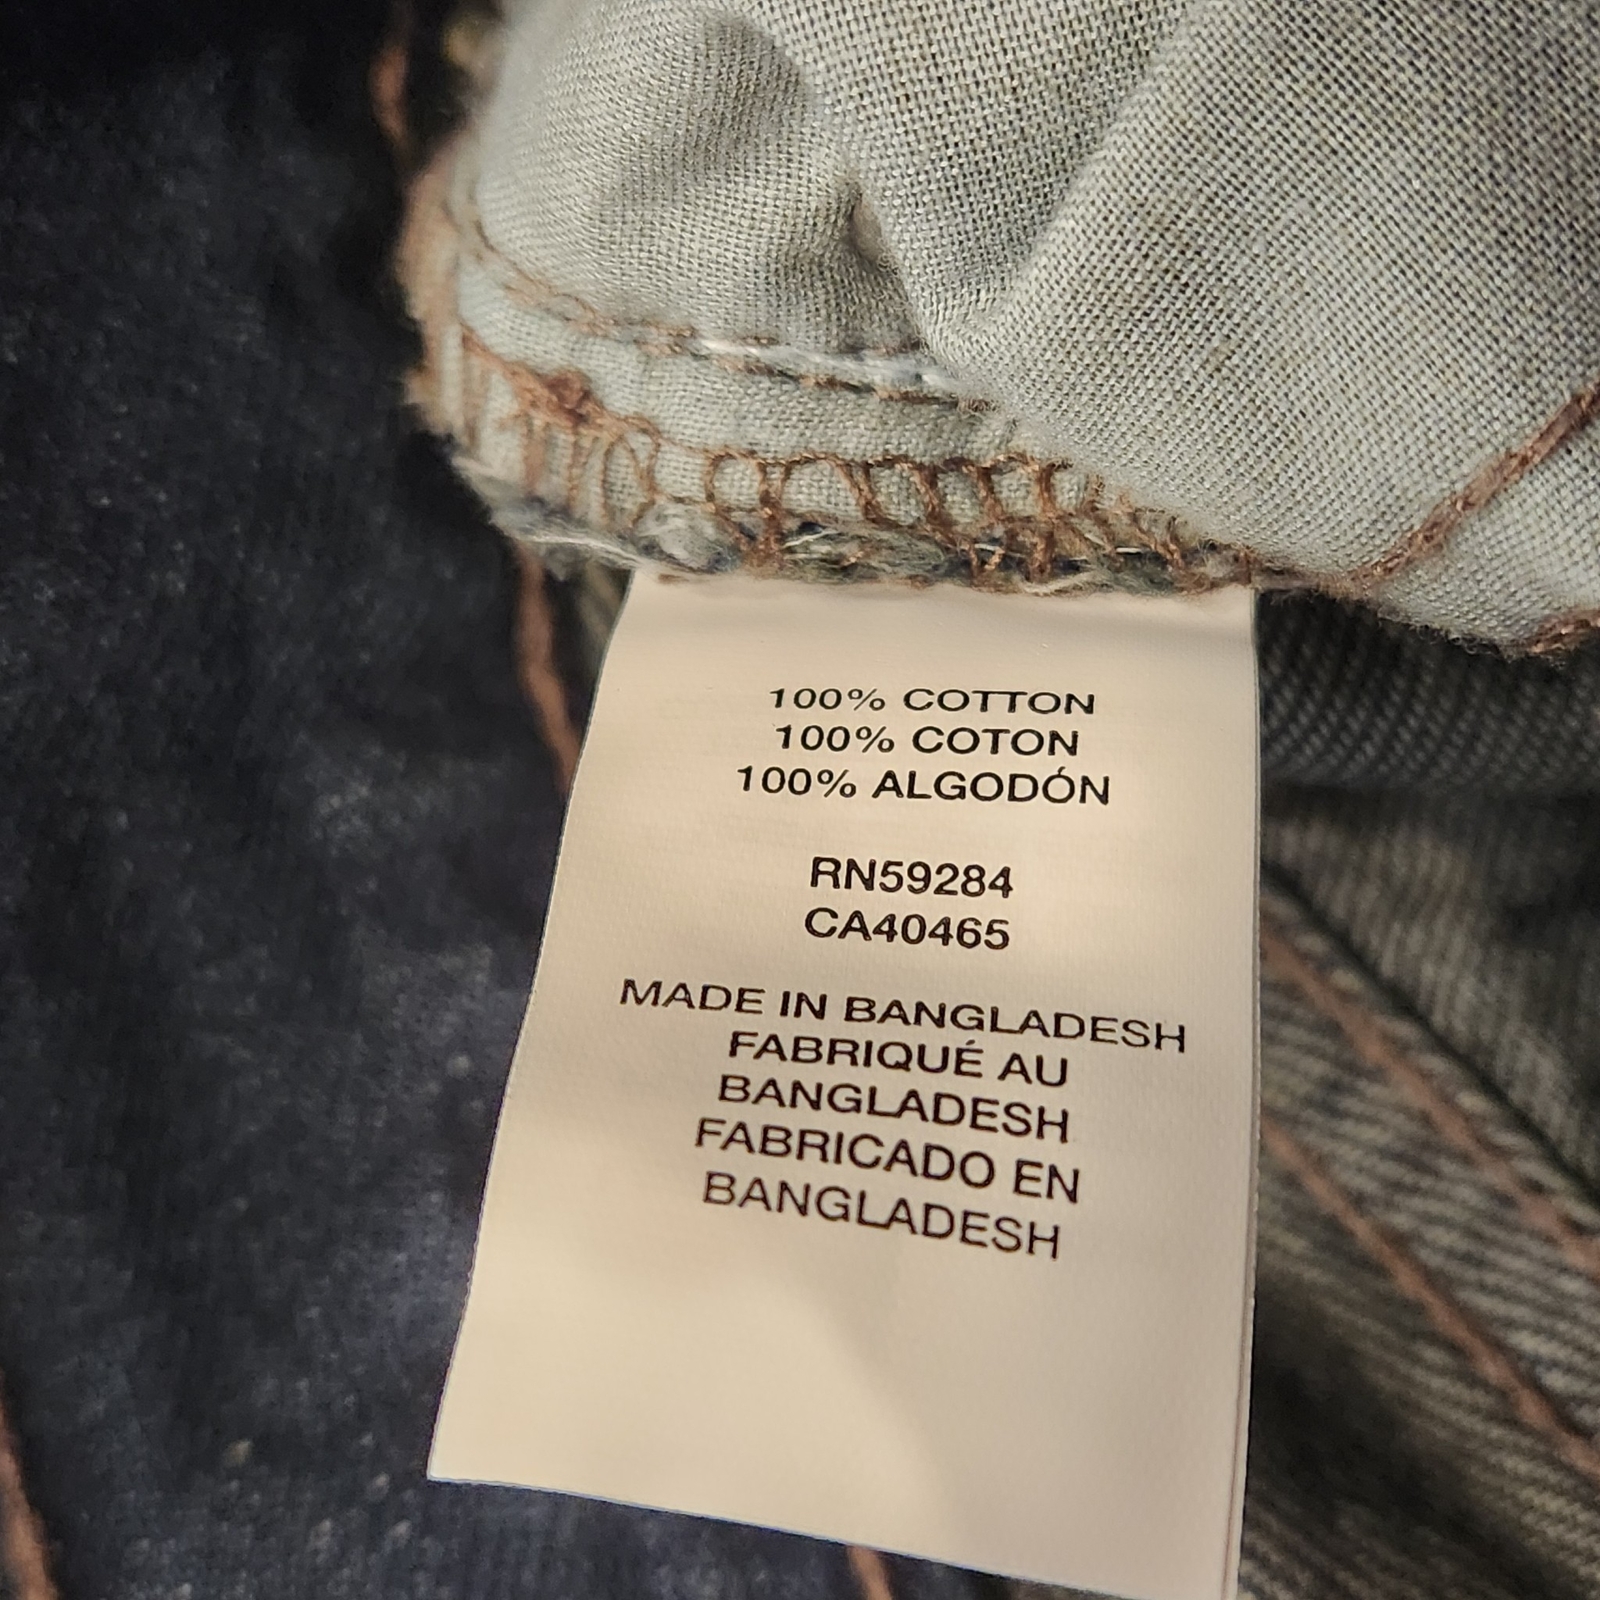 100% COTTON
100% COTON
100% ALGODÓN
RN59284
CA40465
MADE IN BANGLADESH
FABRIQUÉ AU
BANGLADESH
FABRICADO EN
BANGLADESH